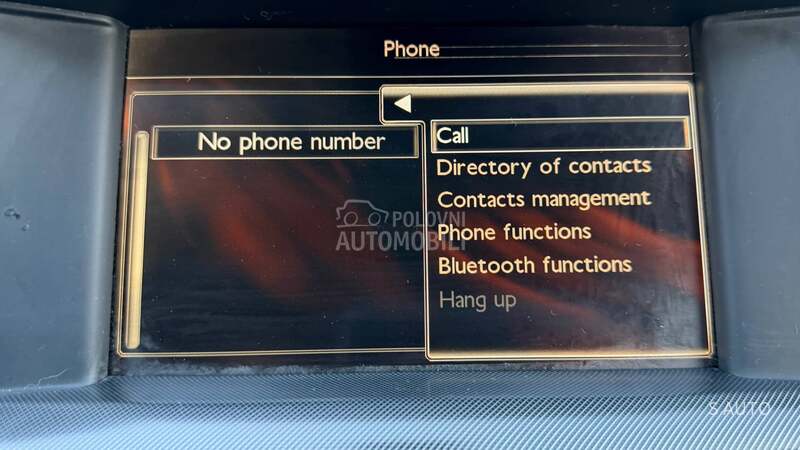 Phone
No phone number
Call
Directory of contacts
Contacts management
Phone functions
Bluetooth functions
Hang up
POLOVNI
AUTOMOBILI
S AUTO